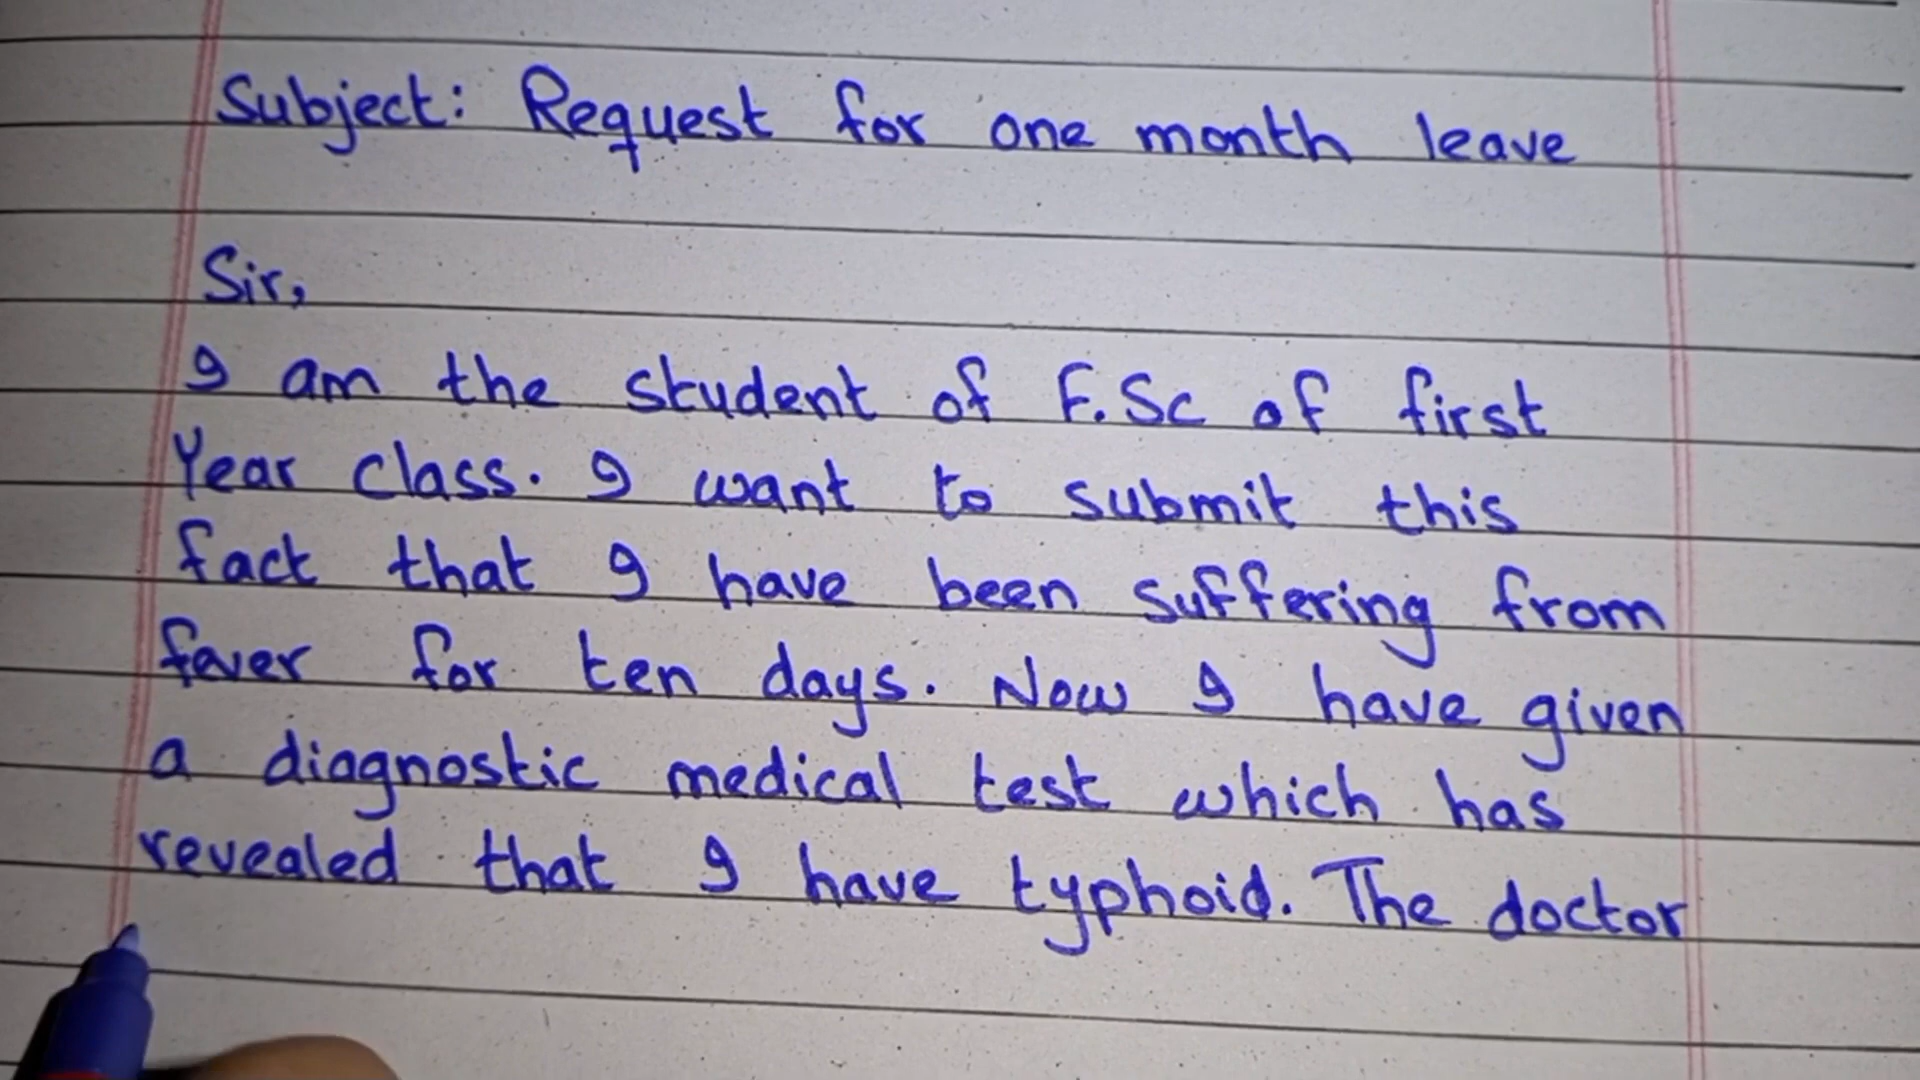 Subject: Request for one month leave
Sir,
I am the student of F.Sc of first
Year class. I want to submit this
fact that I have been suffering from
fever for ten days. Now I have given
a diagnostic medical test which has
revealed that I have typhoid. The doctor